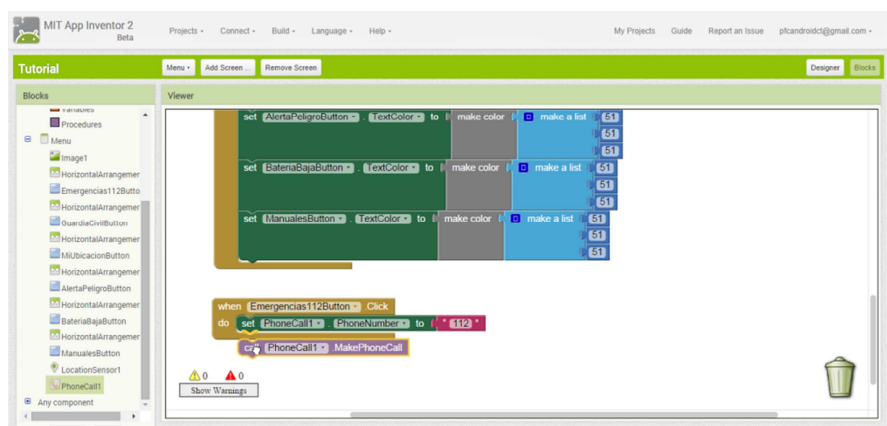 MIT App Inventor 2
Beta
Projects Connect Build Language Help My Projects Guide Report an Issue pfcandroidct@gmail.com
Tutorial Menu Add Screen ... Remove Screen Designer Blocks
Blocks Viewer
Variables
Procedures
Menu
Image1
HorizontalArrangemer
Emergencias112Butto
HorizontalArrangemer
GuardiaCivilButton
HorizontalArrangemer
MiUbicacionButton
HorizontalArrangemer
AlertaPeligroButton
HorizontalArrangemer
BateriaBajaButton
HorizontalArrangemer
ManualesButton
LocationSensor1
PhoneCall1
Any component
set AlertaPeligroButton . TextColor to make color make a list 51
51
51
set BateriaBajaButton . TextColor to make color make a list 51
51
51
set ManualesButton . TextColor to make color make a list 51
51
51
when Emergencias112Button .Click
do set PhoneCall1 . PhoneNumber to " 112 "
PhoneCall1 .MakePhoneCall
0 0
Show Warnings